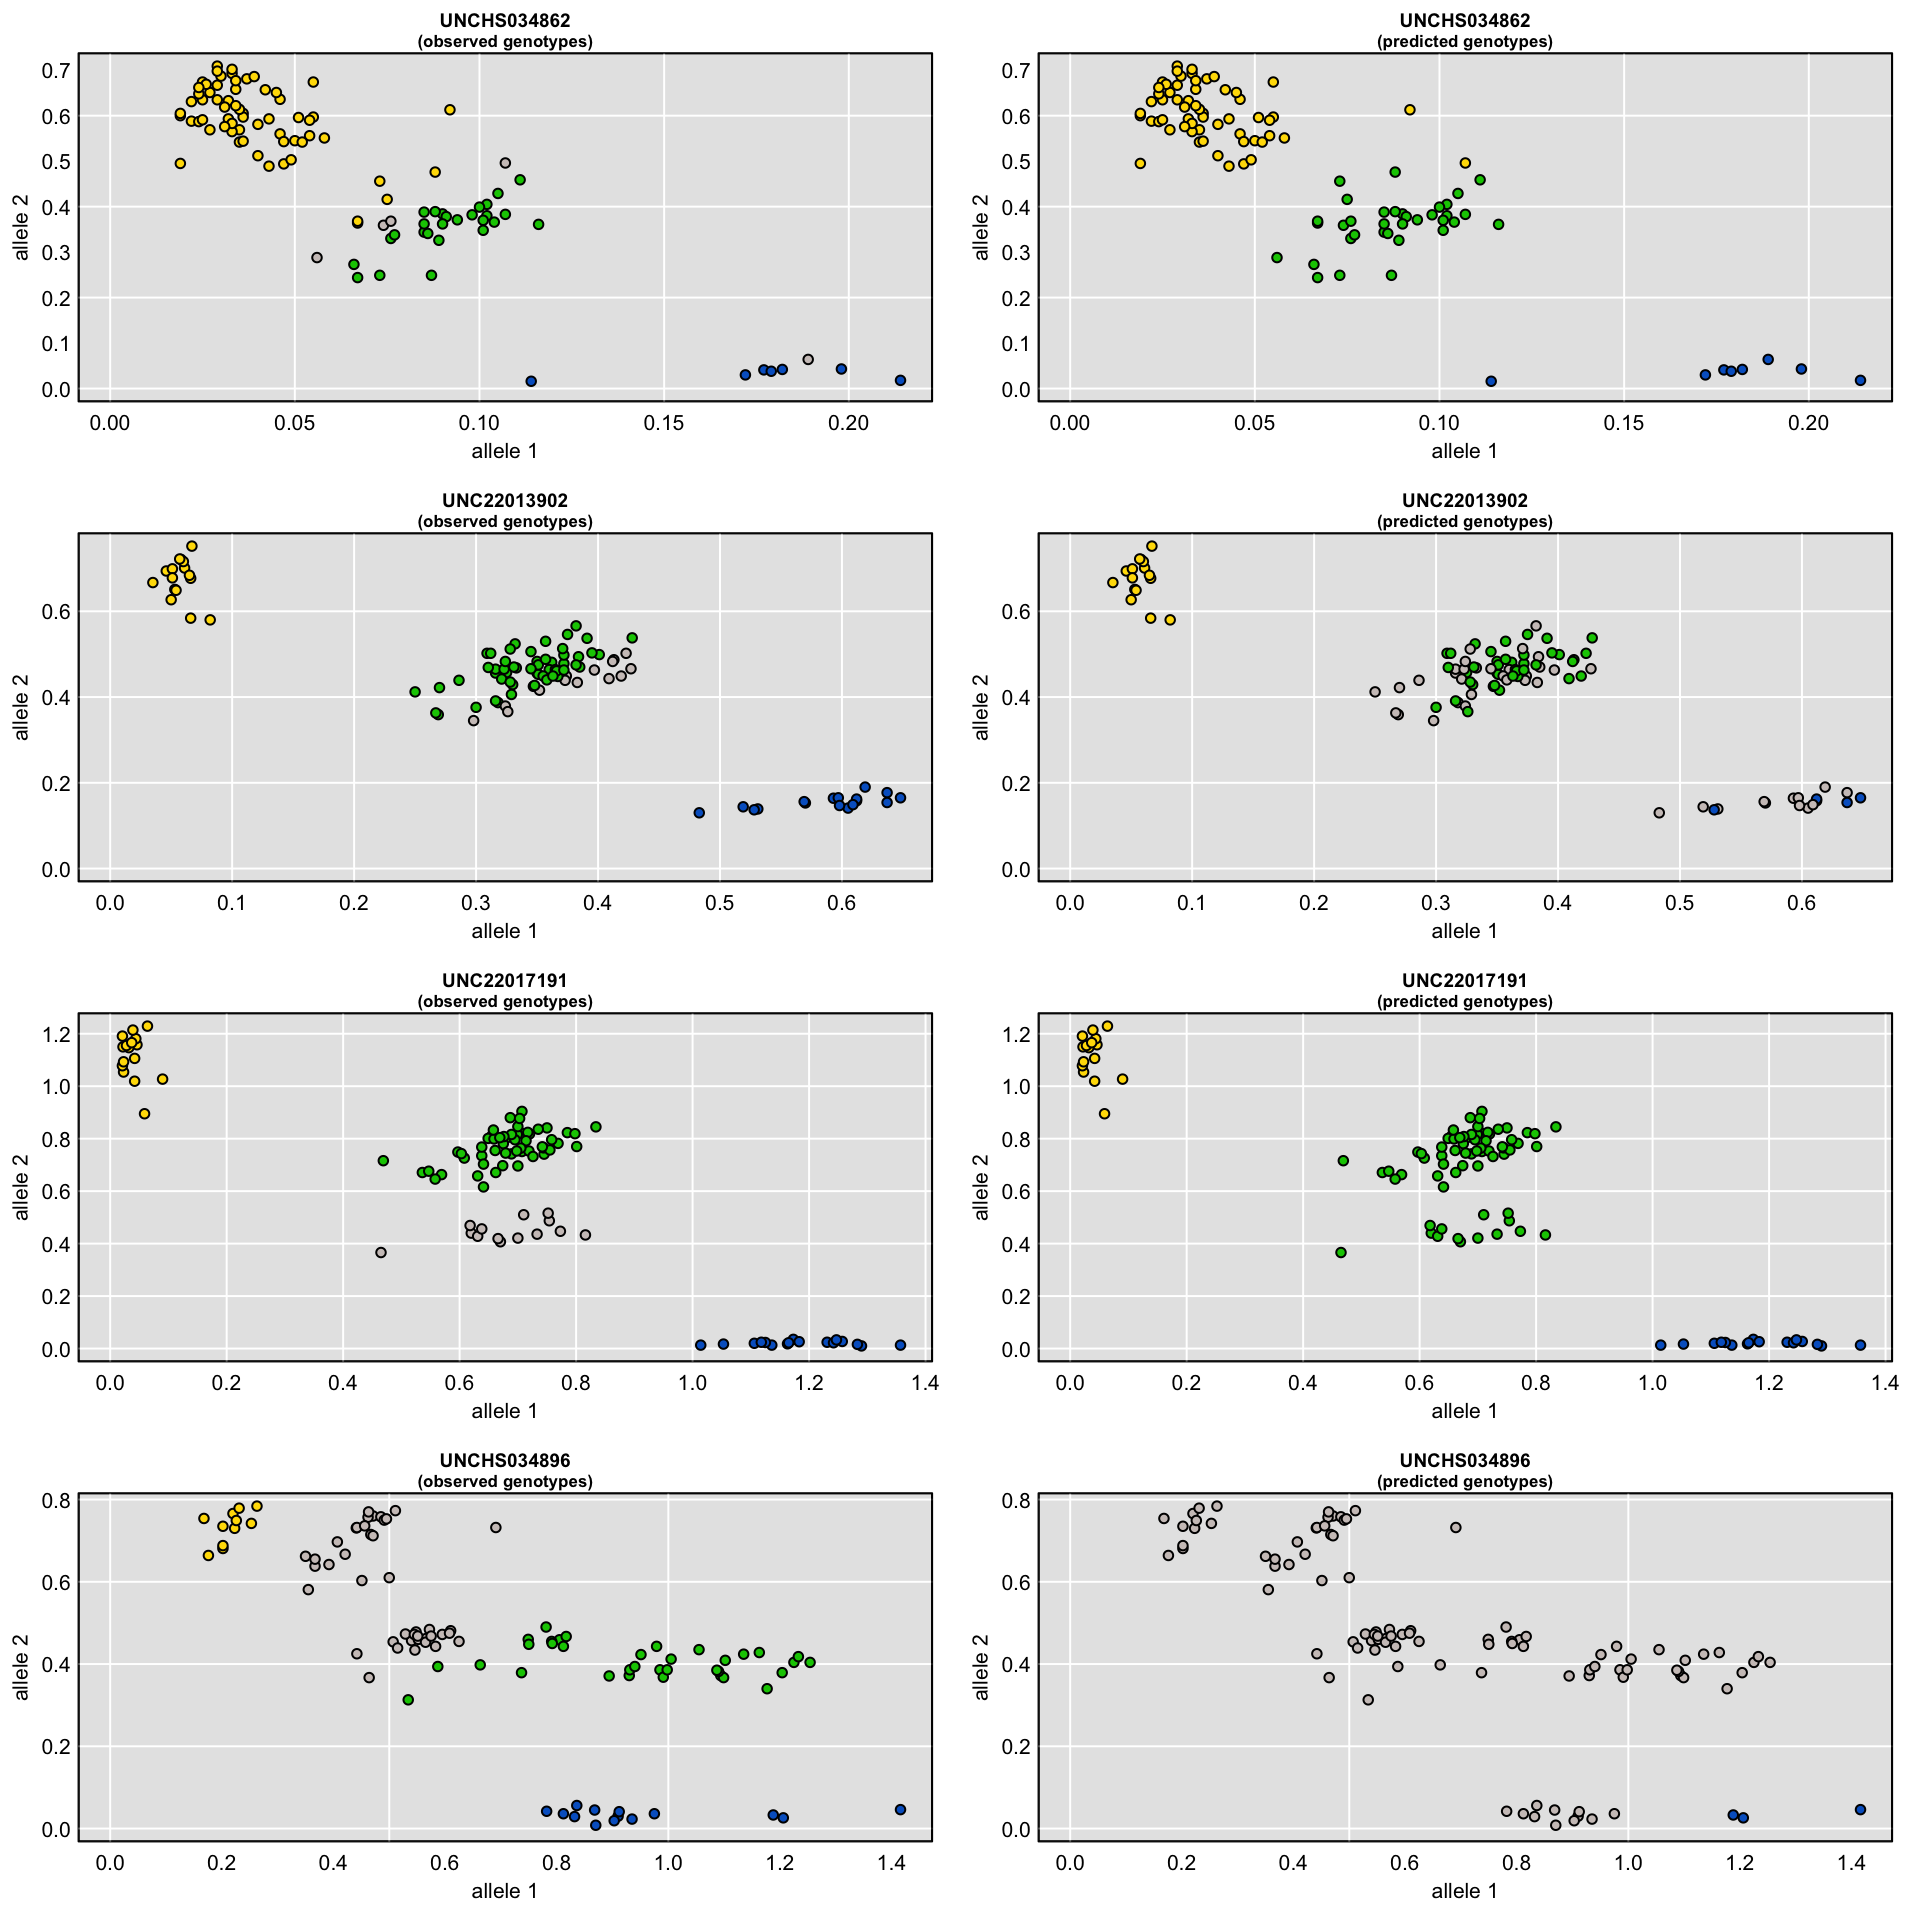 UNCHS034862
(observed genotypes)
0.7
0.6
0.5
0.4
0.3
0.2
0.1
0.0
allele 2
0.00 0.05 0.10 0.15 0.20
allele 1
UNCHS034862
(predicted genotypes)
0.7
0.6
0.5
0.4
0.3
0.2
0.1
0.0
allele 2
0.00 0.05 0.10 0.15 0.20
allele 1
UNC22013902
(observed genotypes)
0.6
0.4
0.2
0.0
allele 2
0.0 0.1 0.2 0.3 0.4 0.5 0.6
allele 1
UNC22013902
(predicted genotypes)
0.6
0.4
0.2
0.0
allele 2
0.0 0.1 0.2 0.3 0.4 0.5 0.6
allele 1
UNC22017191
(observed genotypes)
1.2
1.0
0.8
0.6
0.4
0.2
0.0
allele 2
0.0 0.2 0.4 0.6 0.8 1.0 1.2 1.4
allele 1
UNC22017191
(predicted genotypes)
1.2
1.0
0.8
0.6
0.4
0.2
0.0
allele 2
0.0 0.2 0.4 0.6 0.8 1.0 1.2 1.4
allele 1
UNCHS034896
(observed genotypes)
0.8
0.6
0.4
0.2
0.0
allele 2
0.0 0.2 0.4 0.6 0.8 1.0 1.2 1.4
allele 1
UNCHS034896
(predicted genotypes)
0.8
0.6
0.4
0.2
0.0
allele 2
0.0 0.2 0.4 0.6 0.8 1.0 1.2 1.4
allele 1